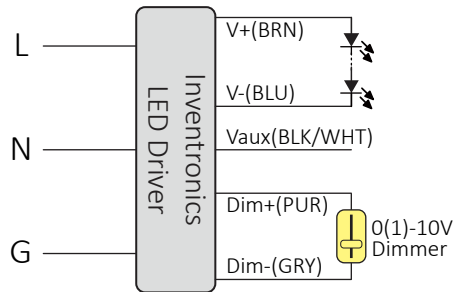 L
N
G
Inventronics
LED Driver
V+(BRN)
V-(BLU)
Vaux(BLK/WHT)
Dim+(PUR)
Dim-(GRY)
0(1)-10V
Dimmer